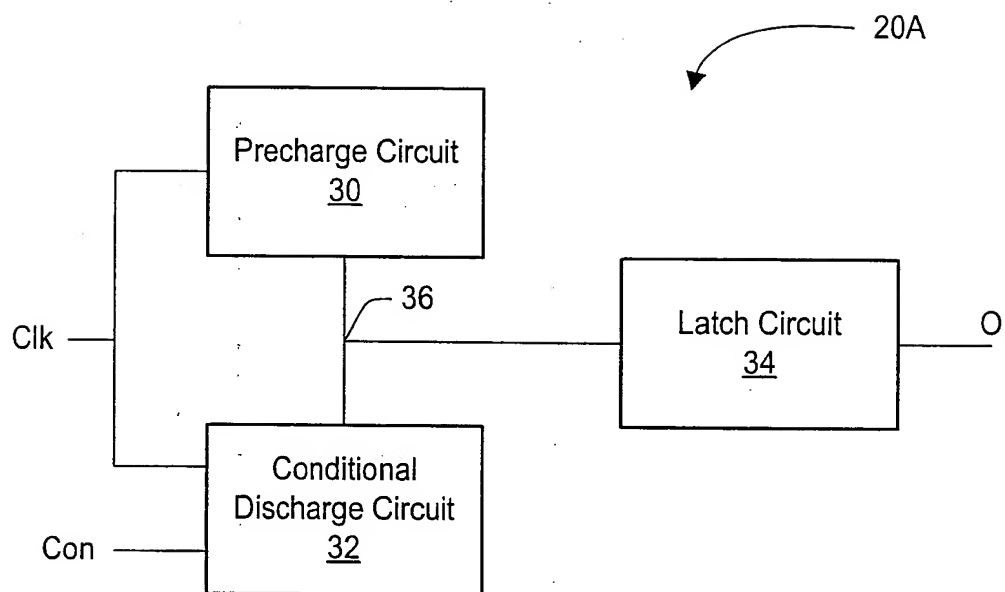 20A
Precharge Circuit
30
36
Clk
Latch Circuit
34
O
Conditional
Discharge Circuit
32
Con